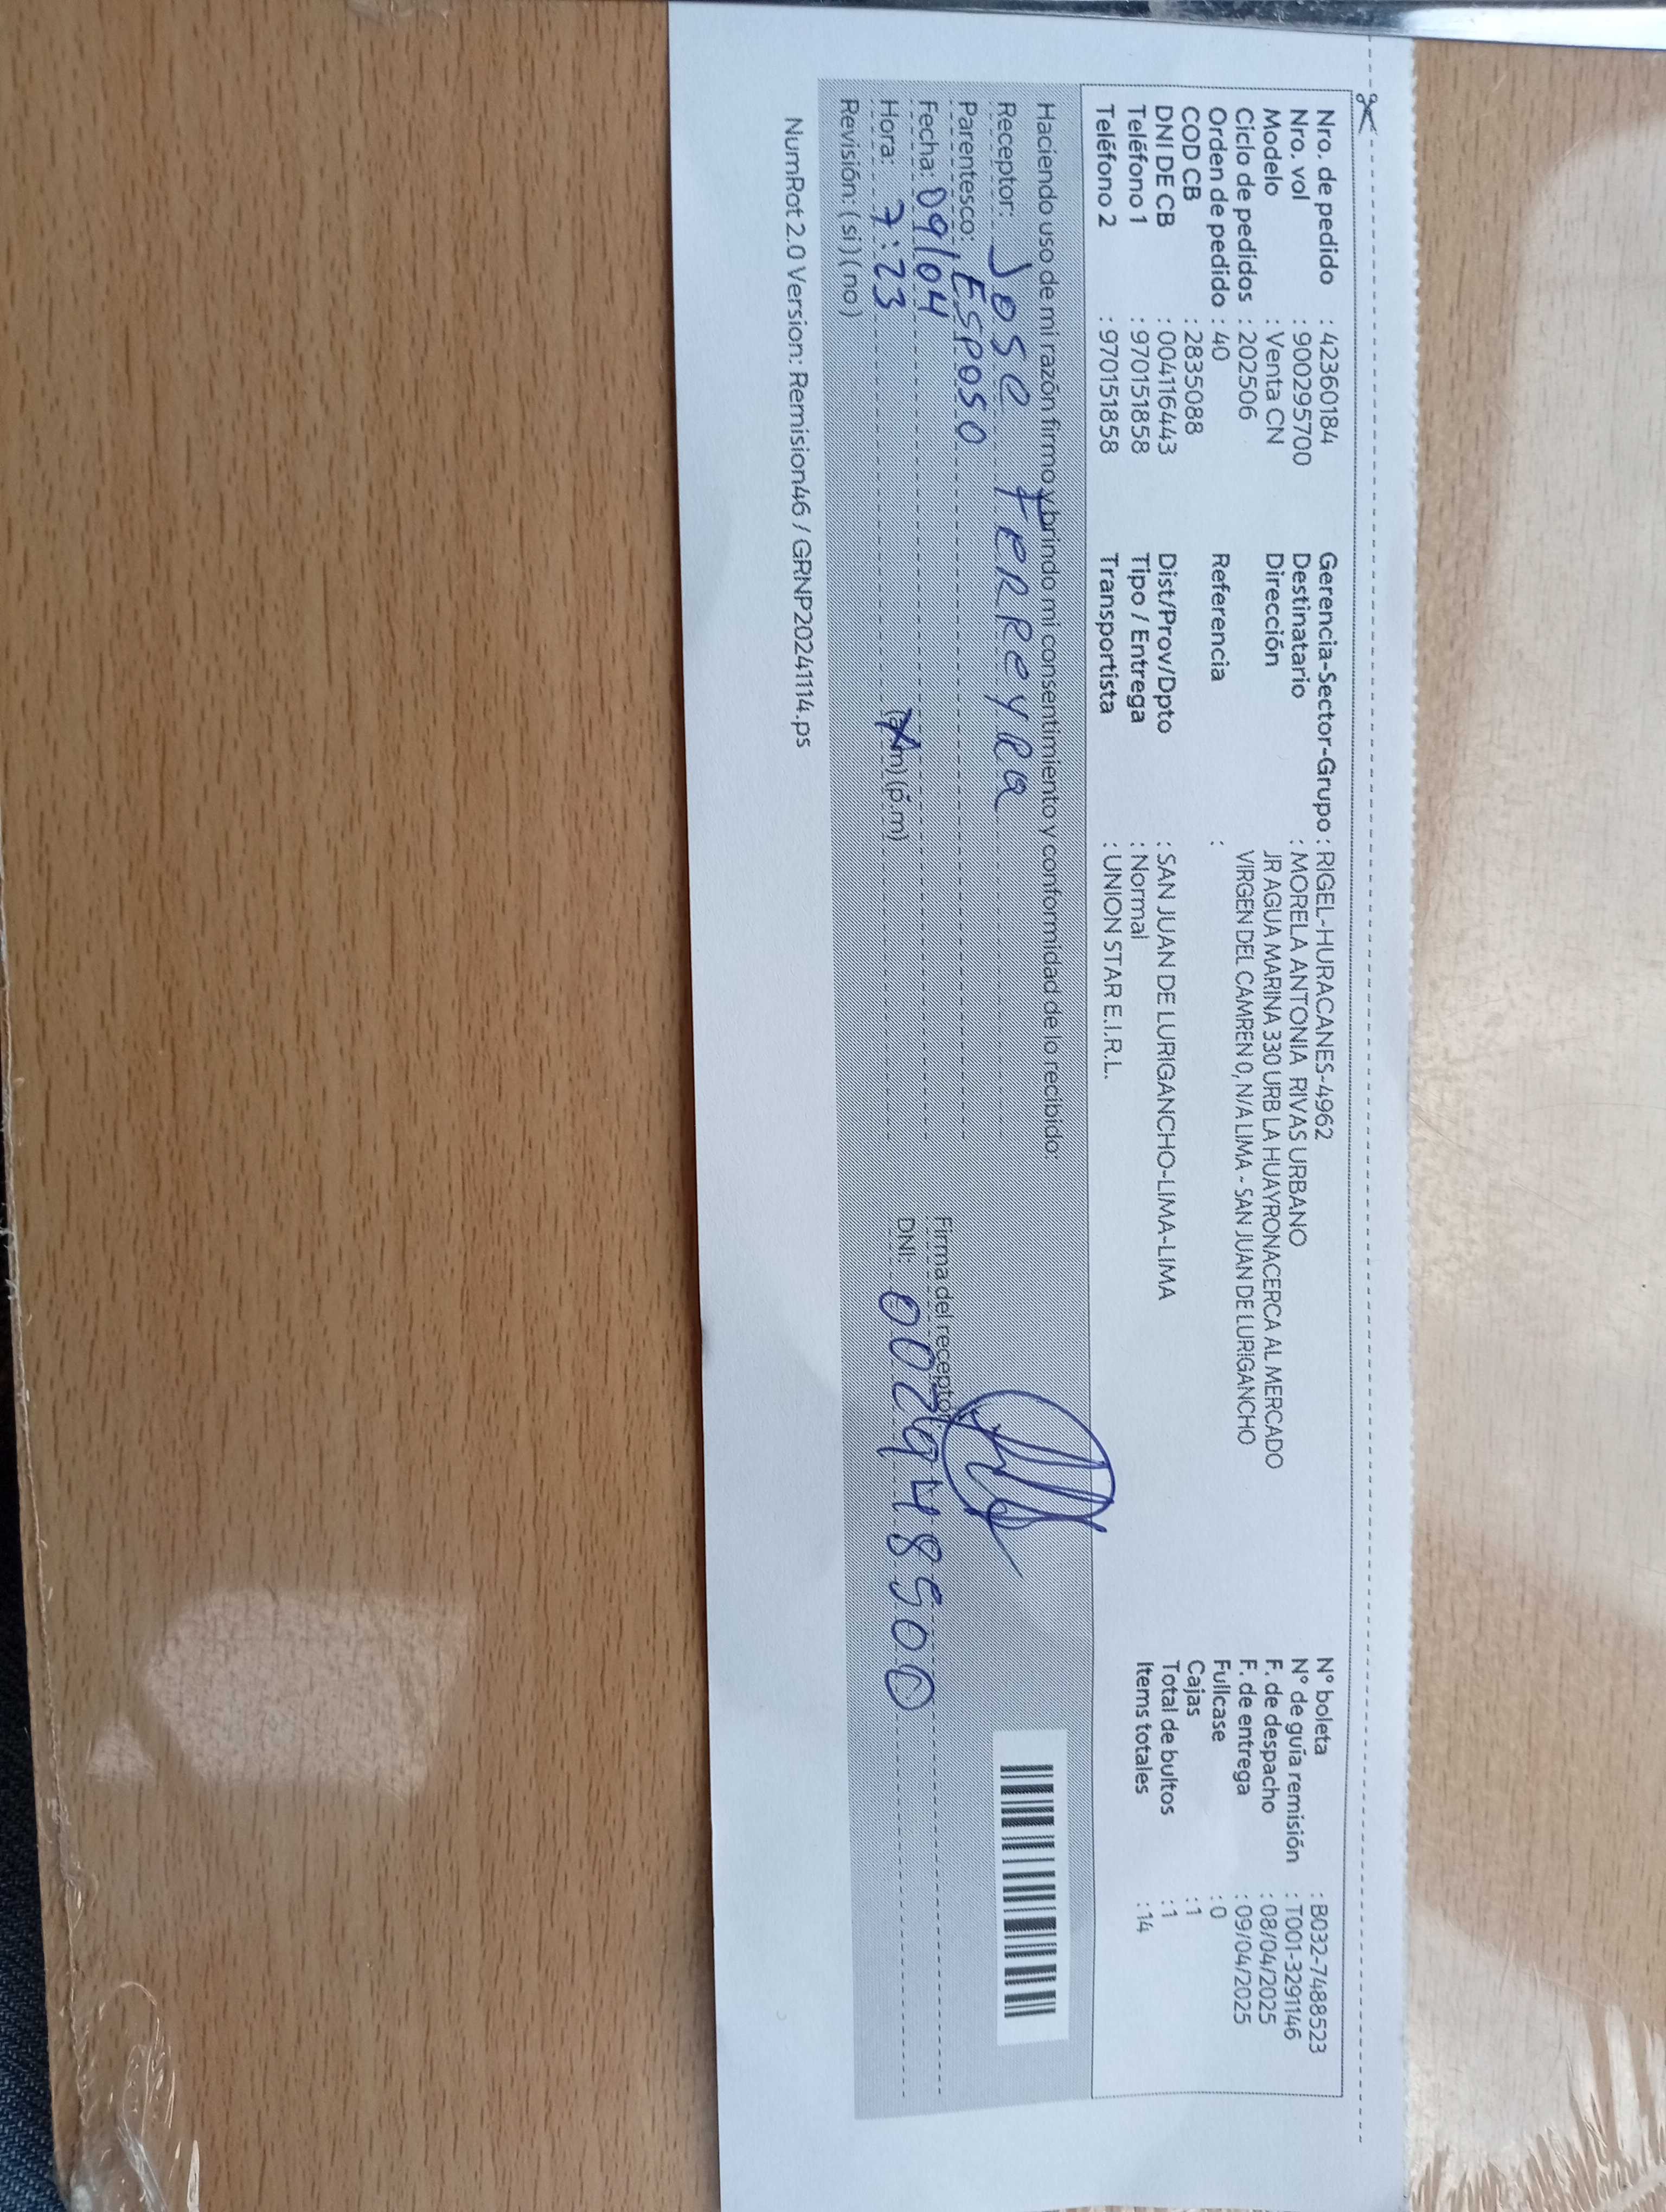 Nro. de pedido : 42360184
Nro. vol : 900295700
Modelo : Venta CN
Ciclo de pedidos : 202506
Orden de pedido : 40
COD CB : 2835088
DNI DE CB : 004116443
Teléfono 1 : 970151858
Teléfono 2 : 970151858
Gerencia-Sector-Grupo : RIGEL-HURACANES-4962
Destinatario : MORELA ANTONIA RIVAS URBANO
Dirección JR AGUA MARINA 330 URB LA HUAYRONACERCA AL MERCADO
VIRGEN DEL CAMREN 0, N/A LIMA - SAN JUAN DE LURIGANCHO
Referencia :
Dist/Prov/Dpto : SAN JUAN DE LURIGANCHO-LIMA-LIMA
Tipo / Entrega : Normal
Transportista : UNION STAR E.I.R.L.
N° boleta : B032-7488523
N° de guía remisión : T001-3291146
F. de despacho : 08/04/2025
F. de entrega : 09/04/2025
Fullcase : 0
Cajas : 1
Total de bultos : 1
Items totales : 14
Haciendo uso de mi razón firmo y brindo mi consentimiento y conformidad de lo recibido:
Receptor: Jose Ferreyra
Parentesco: Esposo
Fecha: 09/04
Hora: 7:23 (a.m) (p.m)
Revisión: (si) (no)
Firma del receptor
DNI:
NumRot 2.0 Version: Remision46 / GRNP20241114.ps